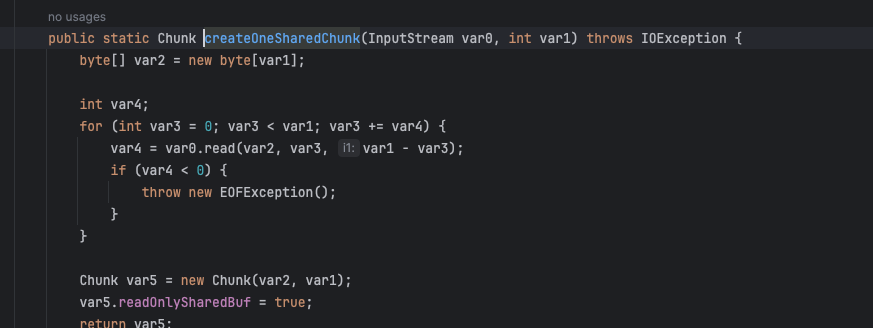 no usages
public static Chunk createOneSharedChunk(InputStream var0, int var1) throws IOException {
byte[] var2 = new byte[var1];
int var4;
for (int var3 = 0; var3 < var1; var3 += var4) {
var4 = var0.read(var2, var3, i1: var1 - var3);
if (var4 < 0) {
throw new EOFException();
}
}
Chunk var5 = new Chunk(var2, var1);
var5.readOnlySharedBuf = true;
return var5;